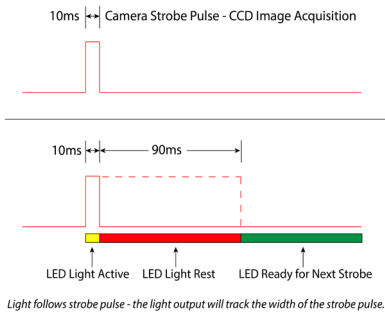 10ms Camera Strobe Pulse - CCD Image Acquisition
10ms 90ms
LED Light Active LED Light Rest LED Ready for Next Strobe
Light follows strobe pulse - the light output will track the width of the strobe pulse.